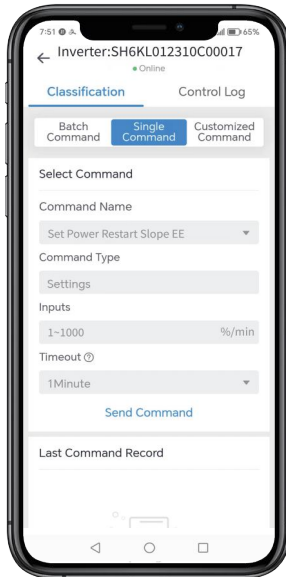 7:51
65%
Inverter:SH6KL012310C00017
Online
Classification
Control Log
Batch Command
Single Command
Customized Command
Select Command
Command Name
Set Power Restart Slope EE
Command Type
Settings
Inputs
1~1000 %/min
Timeout ?
1Minute
Send Command
Last Command Record